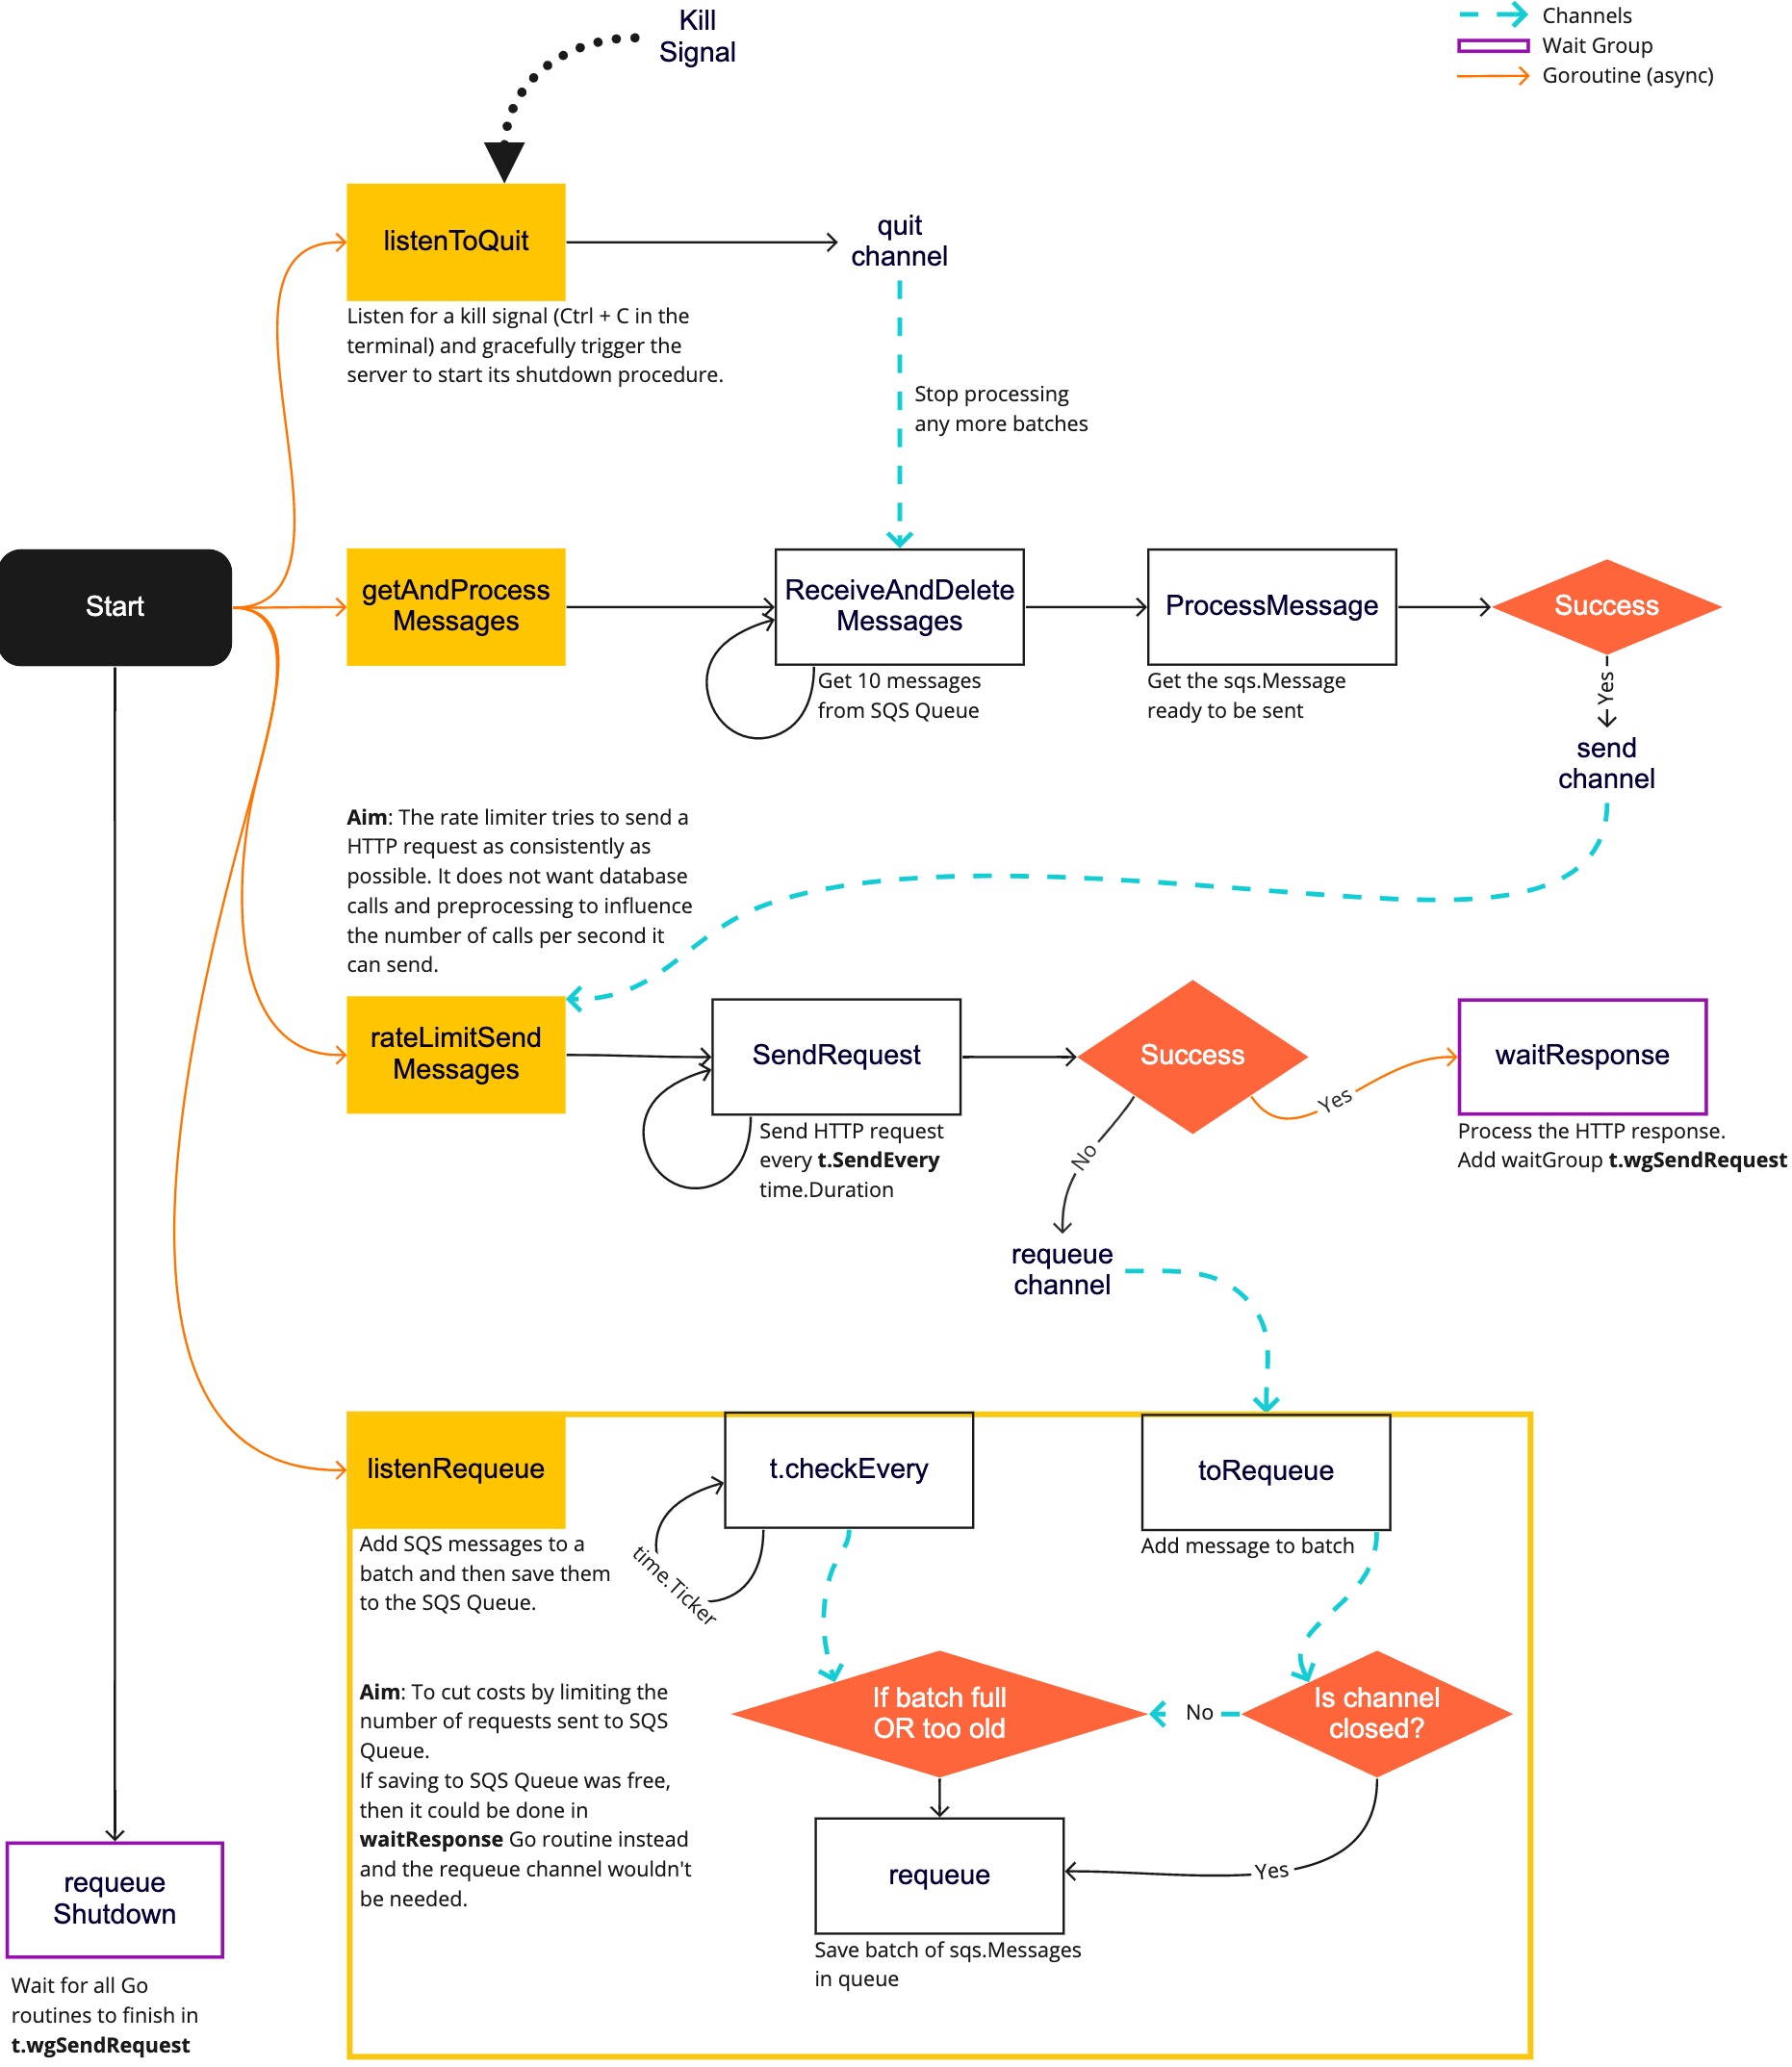 Kill
Signal
Channels
Wait Group
Goroutine (async)
listenToQuit
quit
channel
Listen for a kill signal (Ctrl + C in the
terminal) and gracefully trigger the
server to start its shutdown procedure.
Stop processing
any more batches
Start
getAndProcess
Messages
ReceiveAndDelete
Messages
ProcessMessage
Success
Get 10 messages
from SQS Queue
Get the sqs.Message
ready to be sent
Yes
send
channel
Aim: The rate limiter tries to send a
HTTP request as consistently as
possible. It does not want database
calls and preprocessing to influence
the number of calls per second it
can send.
rateLimitSend
Messages
SendRequest
Success
Yes
waitResponse
Send HTTP request
every t.SendEvery
time.Duration
No
Process the HTTP response.
Add waitGroup t.wgSendRequest
requeue
channel
listenRequeue
t.checkEvery
toRequeue
Add SQS messages to a
batch and then save them
to the SQS Queue.
time.Ticker
Add message to batch
Aim: To cut costs by limiting the
number of requests sent to SQS
Queue.
If saving to SQS Queue was free,
then it could be done in
waitResponse Go routine instead
and the requeue channel wouldn't
be needed.
If batch full
OR too old
No
Is channel
closed?
requeue
Yes
Save batch of sqs.Messages
in queue
requeue
Shutdown
Wait for all Go
routines to finish in
t.wgSendRequest